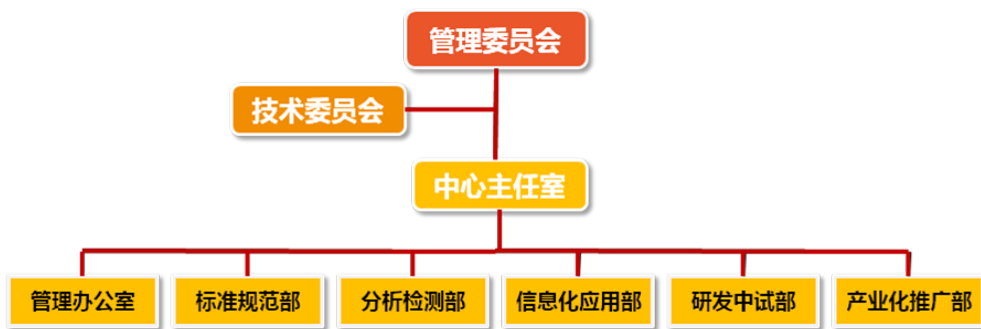 管理委员会
技术委员会
中心主任室
管理办公室
标准规范部
分析检测部
信息化应用部
研发中试部
产业化推广部